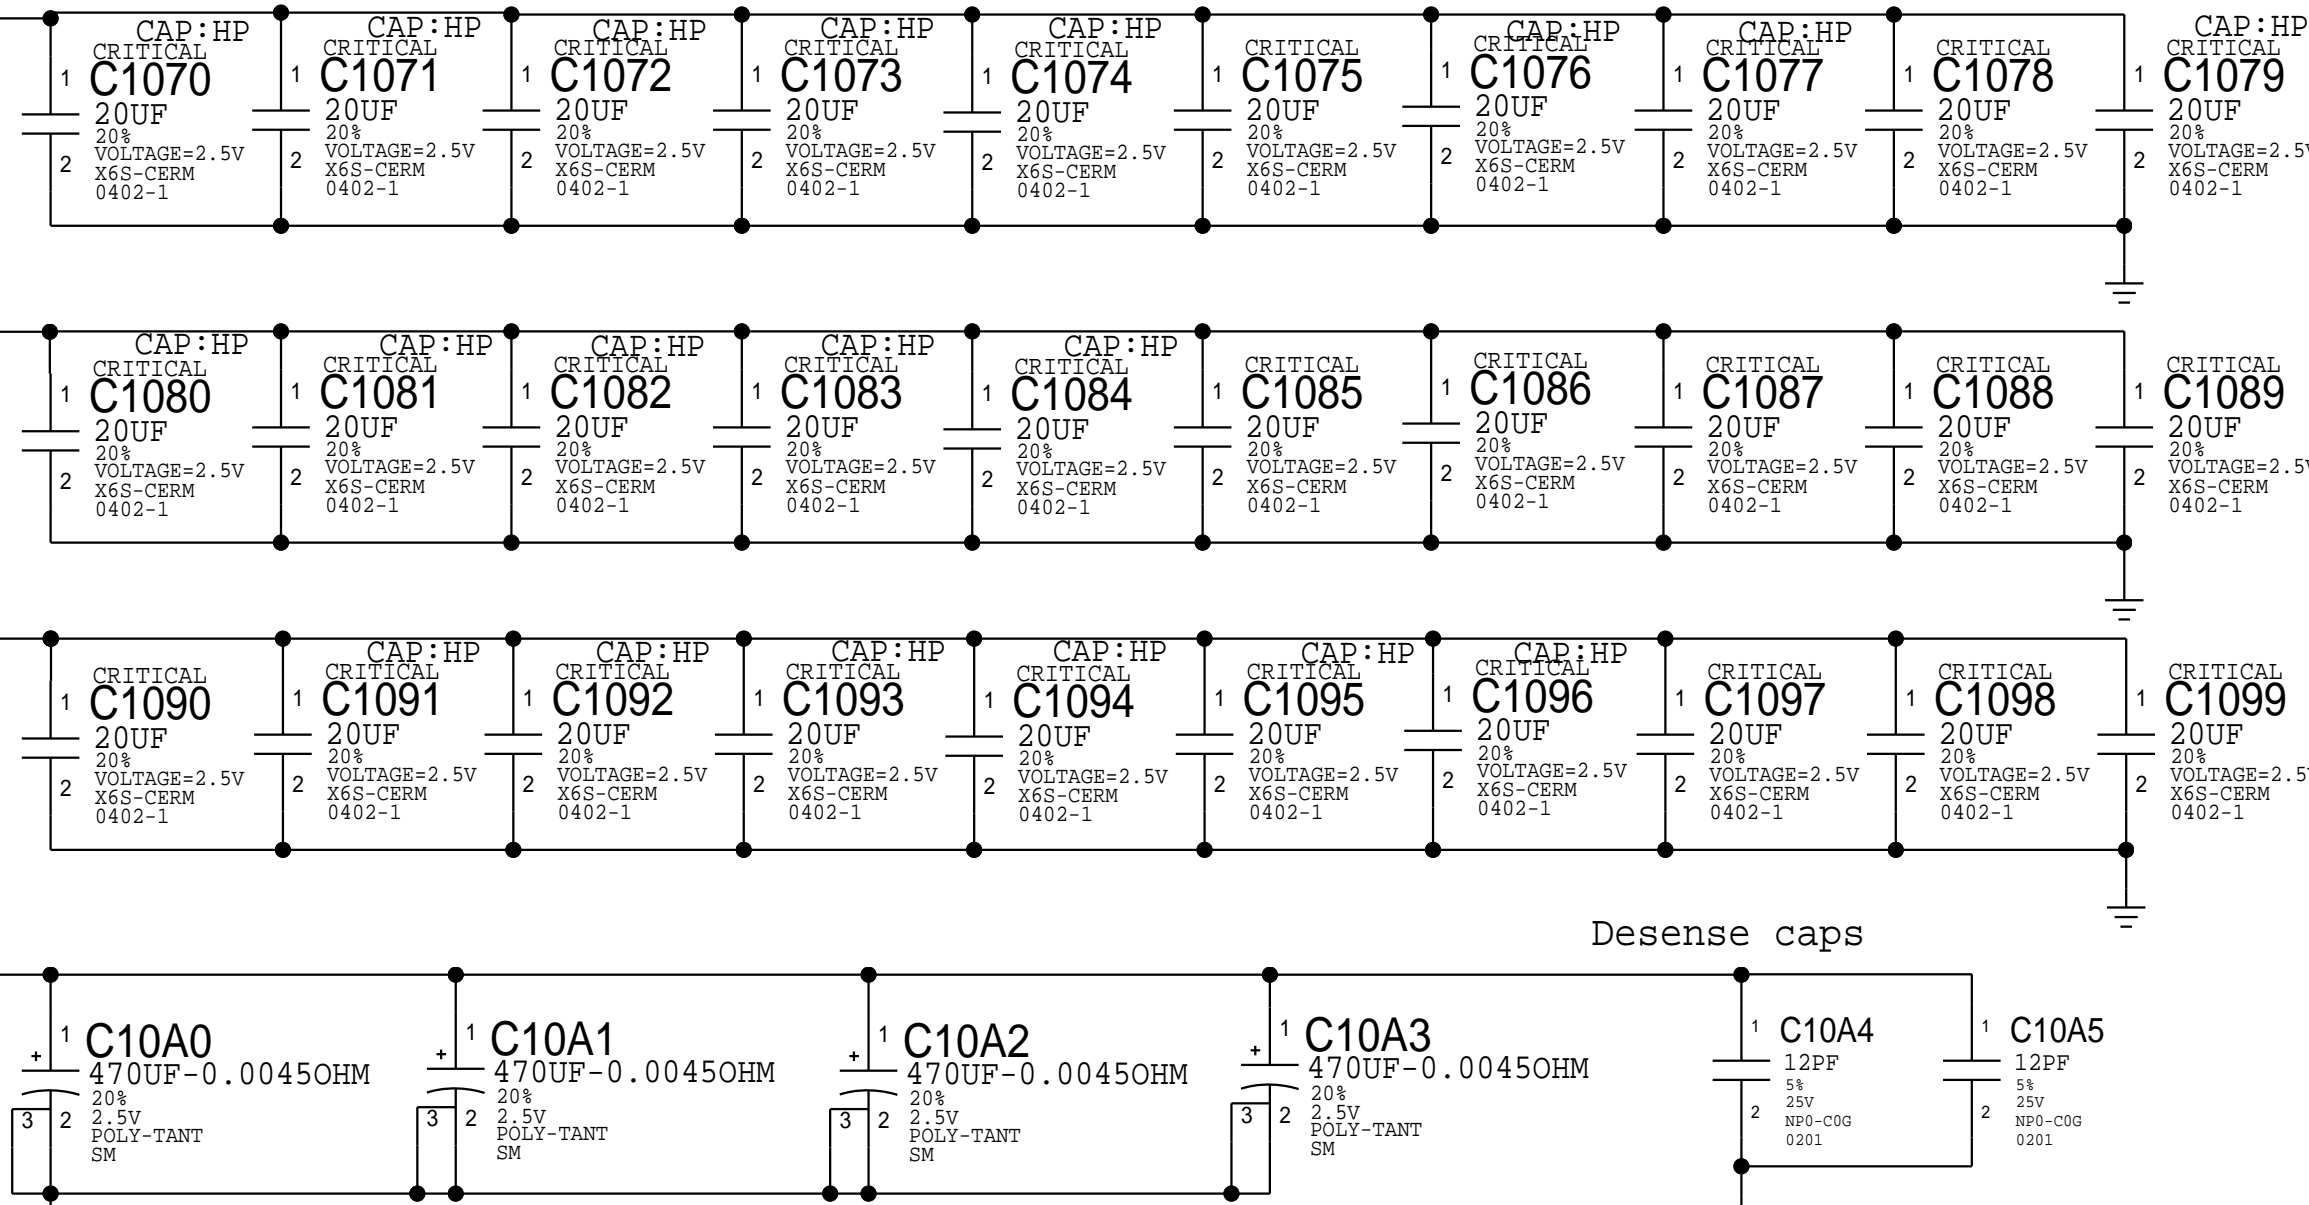 CAP:HP CAP:HP CAP:HP CAP:HP CAP:HP CAP:HP CAP:HP CAP:HP
CRITICAL CRITICAL CRITICAL CRITICAL CRITICAL CRITICAL CRITICAL CRITICAL CRITICAL CRITICAL
1 C1070 1 C1071 1 C1072 1 C1073 1 C1074 1 C1075 1 C1076 1 C1077 1 C1078 1 C1079
20UF 20UF 20UF 20UF 20UF 20UF 20UF 20UF 20UF 20UF
20% 20% 20% 20% 20% 20% 20% 20% 20% 20%
2 VOLTAGE=2.5V 2 VOLTAGE=2.5V 2 VOLTAGE=2.5V 2 VOLTAGE=2.5V 2 VOLTAGE=2.5V 2 VOLTAGE=2.5V 2 VOLTAGE=2.5V 2 VOLTAGE=2.5V 2 VOLTAGE=2.5V 2 VOLTAGE=2.5V
X6S-CERM X6S-CERM X6S-CERM X6S-CERM X6S-CERM X6S-CERM X6S-CERM X6S-CERM X6S-CERM X6S-CERM
0402-1 0402-1 0402-1 0402-1 0402-1 0402-1 0402-1 0402-1 0402-1 0402-1
CAP:HP CAP:HP CAP:HP CAP:HP CAP:HP
CRITICAL CRITICAL CRITICAL CRITICAL CRITICAL CRITICAL CRITICAL CRITICAL CRITICAL CRITICAL
1 C1080 1 C1081 1 C1082 1 C1083 1 C1084 1 C1085 1 C1086 1 C1087 1 C1088 1 C1089
20UF 20UF 20UF 20UF 20UF 20UF 20UF 20UF 20UF 20UF
20% 20% 20% 20% 20% 20% 20% 20% 20% 20%
2 VOLTAGE=2.5V 2 VOLTAGE=2.5V 2 VOLTAGE=2.5V 2 VOLTAGE=2.5V 2 VOLTAGE=2.5V 2 VOLTAGE=2.5V 2 VOLTAGE=2.5V 2 VOLTAGE=2.5V 2 VOLTAGE=2.5V 2 VOLTAGE=2.5V
X6S-CERM X6S-CERM X6S-CERM X6S-CERM X6S-CERM X6S-CERM X6S-CERM X6S-CERM X6S-CERM X6S-CERM
0402-1 0402-1 0402-1 0402-1 0402-1 0402-1 0402-1 0402-1 0402-1 0402-1
CAP:HP CAP:HP CAP:HP CAP:HP CAP:HP CAP:HP
CRITICAL CRITICAL CRITICAL CRITICAL CRITICAL CRITICAL CRITICAL CRITICAL CRITICAL CRITICAL
1 C1090 1 C1091 1 C1092 1 C1093 1 C1094 1 C1095 1 C1096 1 C1097 1 C1098 1 C1099
20UF 20UF 20UF 20UF 20UF 20UF 20UF 20UF 20UF 20UF
20% 20% 20% 20% 20% 20% 20% 20% 20% 20%
2 VOLTAGE=2.5V 2 VOLTAGE=2.5V 2 VOLTAGE=2.5V 2 VOLTAGE=2.5V 2 VOLTAGE=2.5V 2 VOLTAGE=2.5V 2 VOLTAGE=2.5V 2 VOLTAGE=2.5V 2 VOLTAGE=2.5V 2 VOLTAGE=2.5V
X6S-CERM X6S-CERM X6S-CERM X6S-CERM X6S-CERM X6S-CERM X6S-CERM X6S-CERM X6S-CERM X6S-CERM
0402-1 0402-1 0402-1 0402-1 0402-1 0402-1 0402-1 0402-1 0402-1 0402-1
Desense caps
1 C10A0 1 C10A1 1 C10A2 1 C10A3 1 C10A4 1 C10A5
+ 470UF-0.0045OHM + 470UF-0.0045OHM + 470UF-0.0045OHM + 470UF-0.0045OHM 12PF 12PF
20% 20% 20% 20% 5% 5%
3 2 2.5V 3 2 2.5V 3 2 2.5V 3 2 2.5V 2 25V 2 25V
POLY-TANT POLY-TANT POLY-TANT POLY-TANT NP0-C0G NP0-C0G
SM SM SM SM 0201 0201